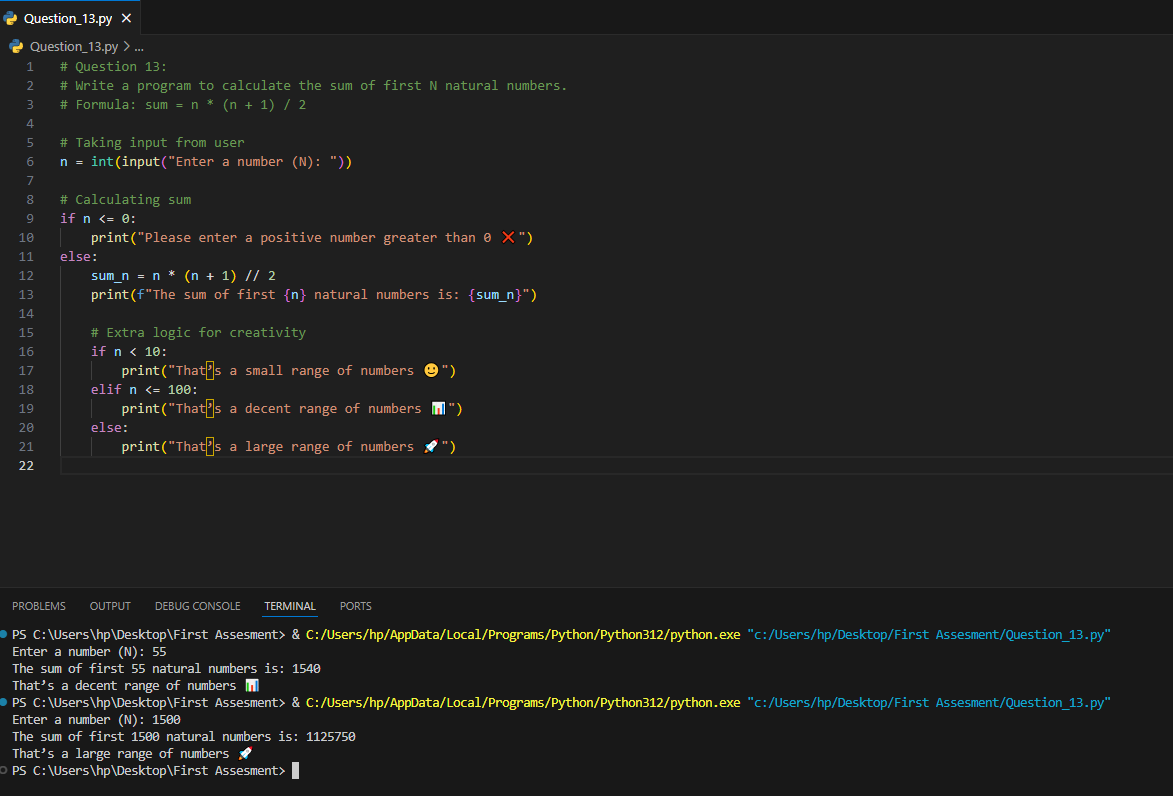 Question_13.py ×
Question_13.py > ...
1 # Question 13:
2 # Write a program to calculate the sum of first N natural numbers.
3 # Formula: sum = n * (n + 1) / 2
4
5 # Taking input from user
6 n = int(input("Enter a number (N): "))
7
8 # Calculating sum
9 if n <= 0:
10     print("Please enter a positive number greater than 0 ❌")
11 else:
12     sum_n = n * (n + 1) // 2
13     print(f"The sum of first {n} natural numbers is: {sum_n}")
14
15     # Extra logic for creativity
16     if n < 10:
17         print("That’s a small range of numbers 🙂")
18     elif n <= 100:
19         print("That’s a decent range of numbers 📊")
20     else:
21         print("That’s a large range of numbers 🚀")
22
PROBLEMS OUTPUT DEBUG CONSOLE TERMINAL PORTS
PS C:\Users\hp\Desktop\First Assesment> & C:/Users/hp/AppData/Local/Programs/Python/Python312/python.exe "c:/Users/hp/Desktop/First Assesment/Question_13.py"
Enter a number (N): 55
The sum of first 55 natural numbers is: 1540
That’s a decent range of numbers 📊
PS C:\Users\hp\Desktop\First Assesment> & C:/Users/hp/AppData/Local/Programs/Python/Python312/python.exe "c:/Users/hp/Desktop/First Assesment/Question_13.py"
Enter a number (N): 1500
The sum of first 1500 natural numbers is: 1125750
That’s a large range of numbers 🚀
PS C:\Users\hp\Desktop\First Assesment>